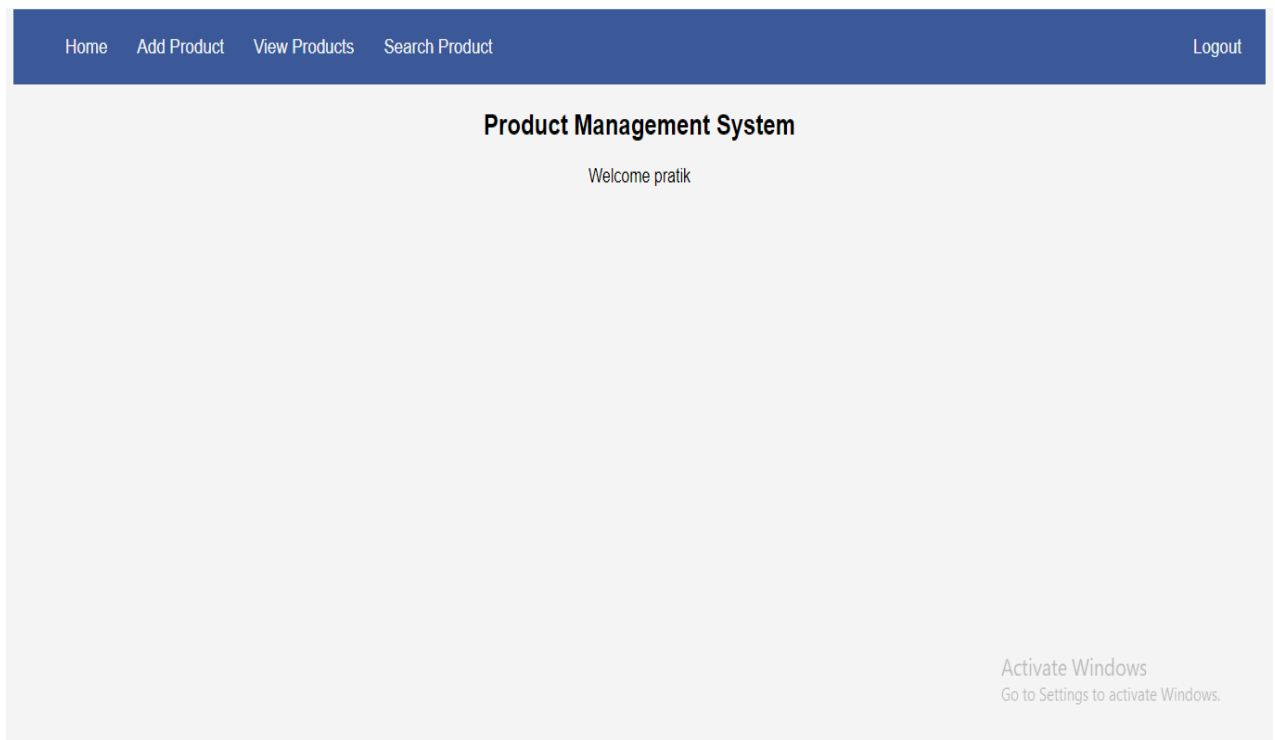 Home Add Product View Products Search Product Logout
Product Management System
Welcome pratik
Activate Windows
Go to Settings to activate Windows.